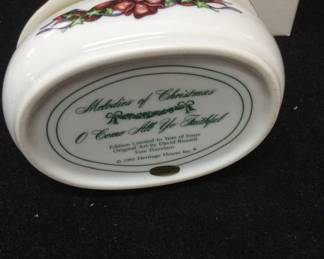 Melodies of Christmas
O Come All Ye Faithful
Edition Limited to Year of Issue
Original Art by David Russell
Fine Porcelain
© 1991 Heritage House Inc. ®